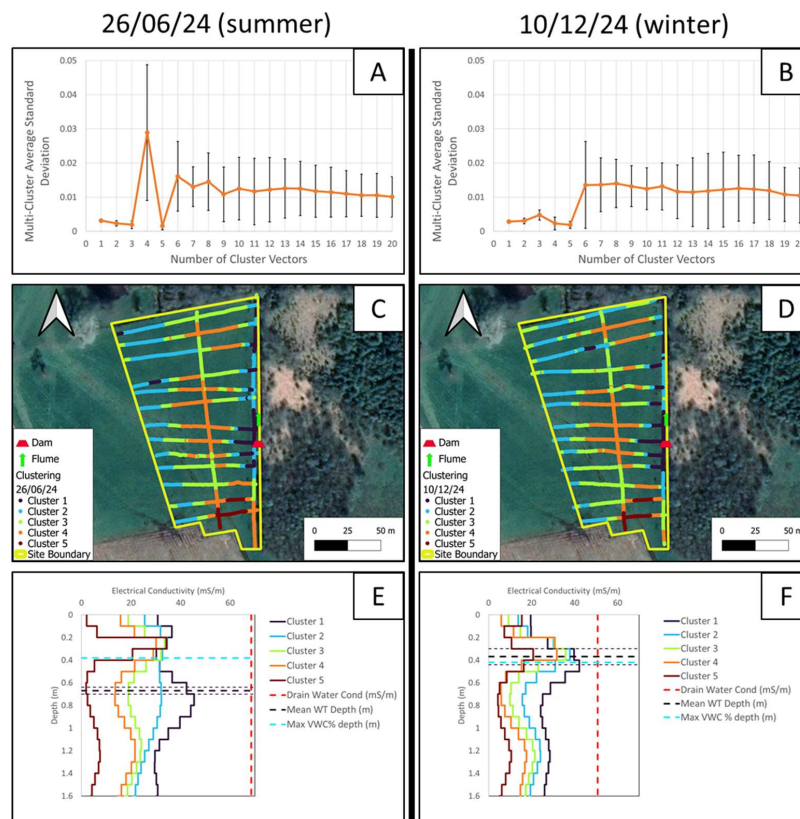 26/06/24 (summer)
10/12/24 (winter)
A
0.05
0.04
0.03
0.02
0.01
0
0 1 2 3 4 5 6 7 8 9 10 11 12 13 14 15 16 17 18 19 20
Multi-Cluster Average Standard
Deviation
Number of Cluster Vectors
B
0.05
0.04
0.03
0.02
0.01
0
0 1 2 3 4 5 6 7 8 9 10 11 12 13 14 15 16 17 18 19
Multi-Cluster Average Standard
Deviation
Number of Cluster Vectors
C
Dam
Flume
Clustering
26/06/24
Cluster 1
Cluster 2
Cluster 3
Cluster 4
Cluster 5
Site Boundary
0 25 50 m
D
Dam
Flume
Clustering
10/12/24
Cluster 1
Cluster 2
Cluster 3
Cluster 4
Cluster 5
Site Boundary
0 25 50 m
E
Electrical Conductivity (mS/m)
0 20 40 60
0
0.2
0.4
0.6
0.8
1
1.2
1.4
1.6
Depth (m)
Cluster 1
Cluster 2
Cluster 3
Cluster 4
Cluster 5
Drain Water Cond (mS/m)
Mean WT Depth (m)
Max VWC% depth (m)
F
Electrical Conductivity (mS/m)
0 20 40 60
0
0.2
0.4
0.6
0.8
1
1.2
1.4
1.6
Depth (m)
Cluster 1
Cluster 2
Cluster 3
Cluster 4
Cluster 5
Drain Water Cond (mS/m)
Mean WT Depth (m)
Max VWC % depth (m)